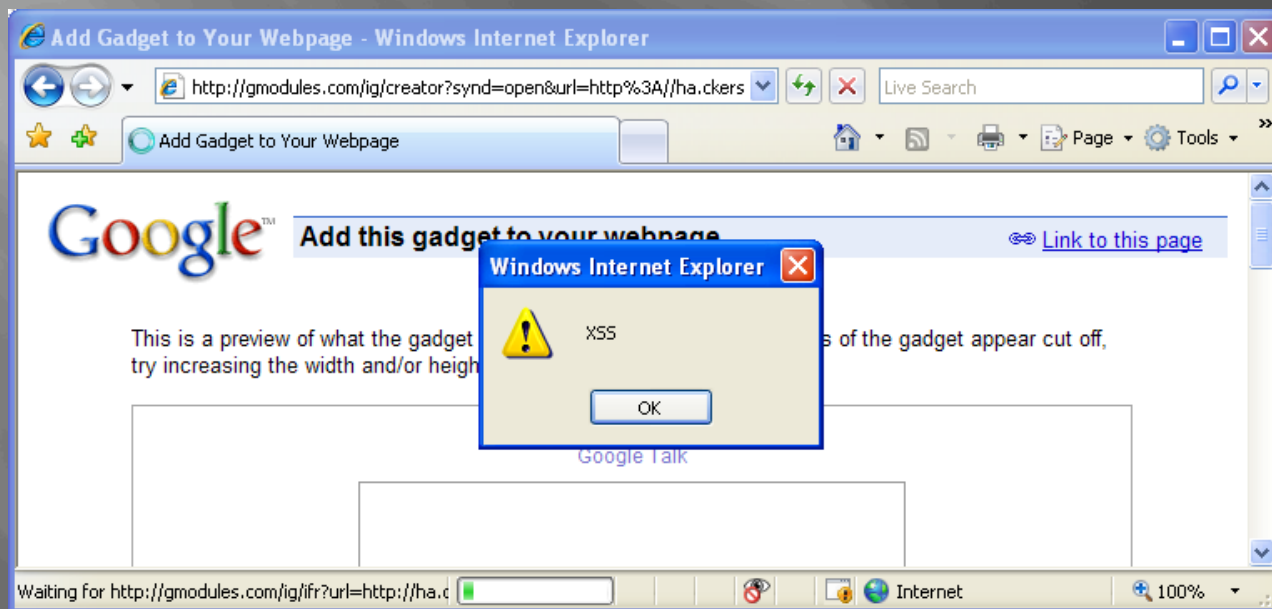 Add Gadget to Your Webpage - Windows Internet Explorer
http://gmodules.com/ig/creator?synd=open&url=http%3A//ha.ckers
Live Search
Add Gadget to Your Webpage
Page
Tools
»
Google™
Add this gadget to your webpage
Link to this page
Windows Internet Explorer
XSS
OK
This is a preview of what the gadget
s of the gadget appear cut off,
try increasing the width and/or heigh
Google Talk
Waiting for http://gmodules.com/ig/ifr?url=http://ha.c
Internet
100%